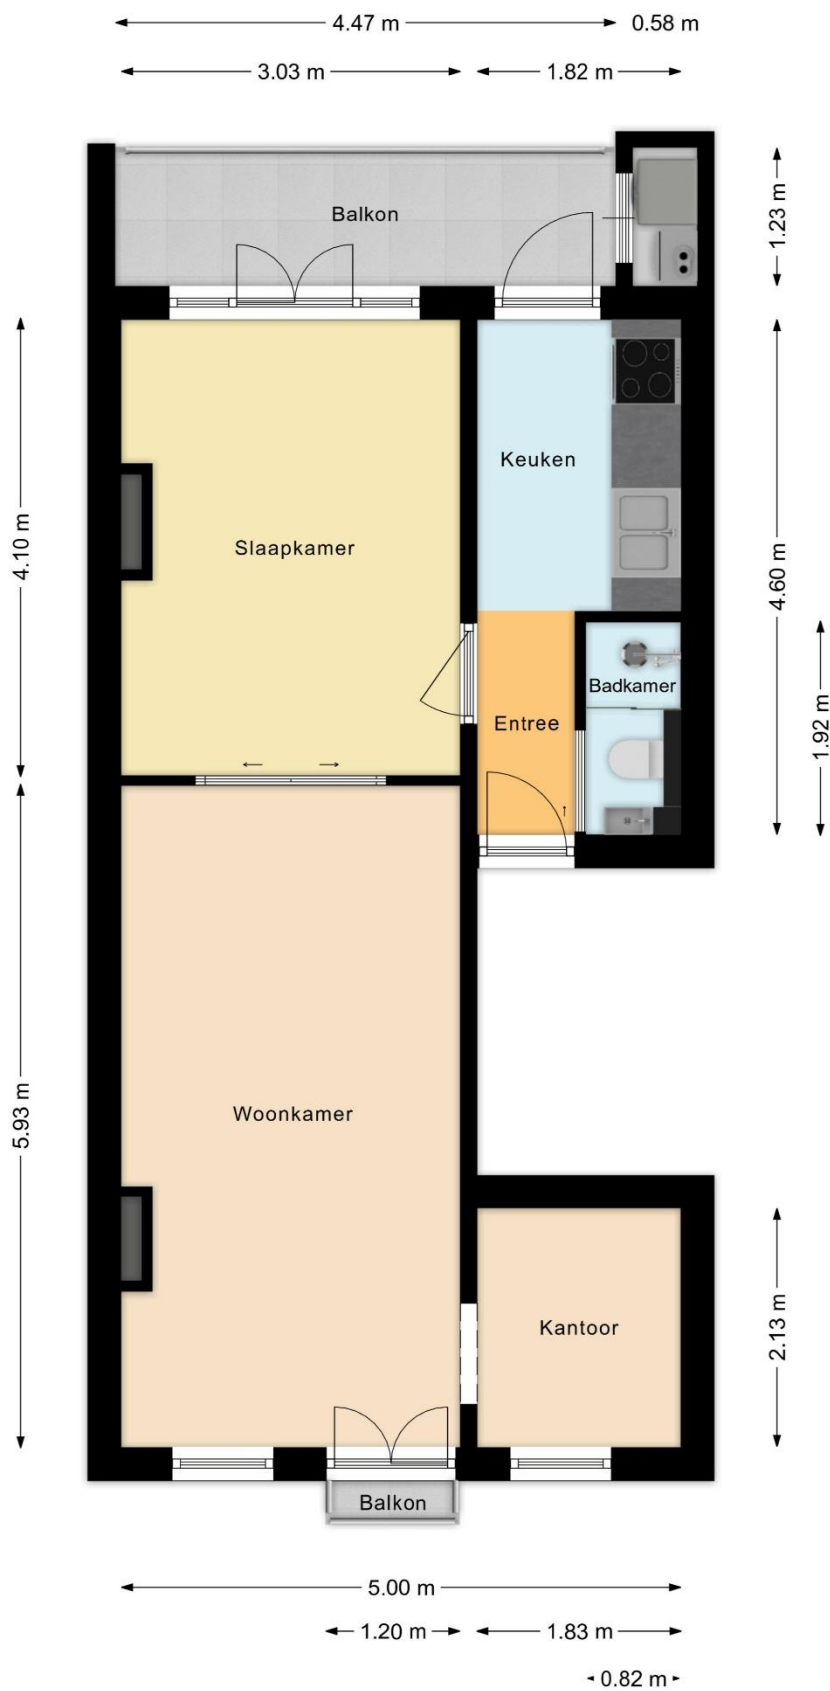 4.47 m
0.58 m
3.03 m
1.82 m
1.23 m
Balkon
4.10 m
4.60 m
Keuken
Slaapkamer
Badkamer
1.92 m
Entree
5.93 m
Woonkamer
2.13 m
Kantoor
Balkon
5.00 m
1.20 m
1.83 m
0.82 m